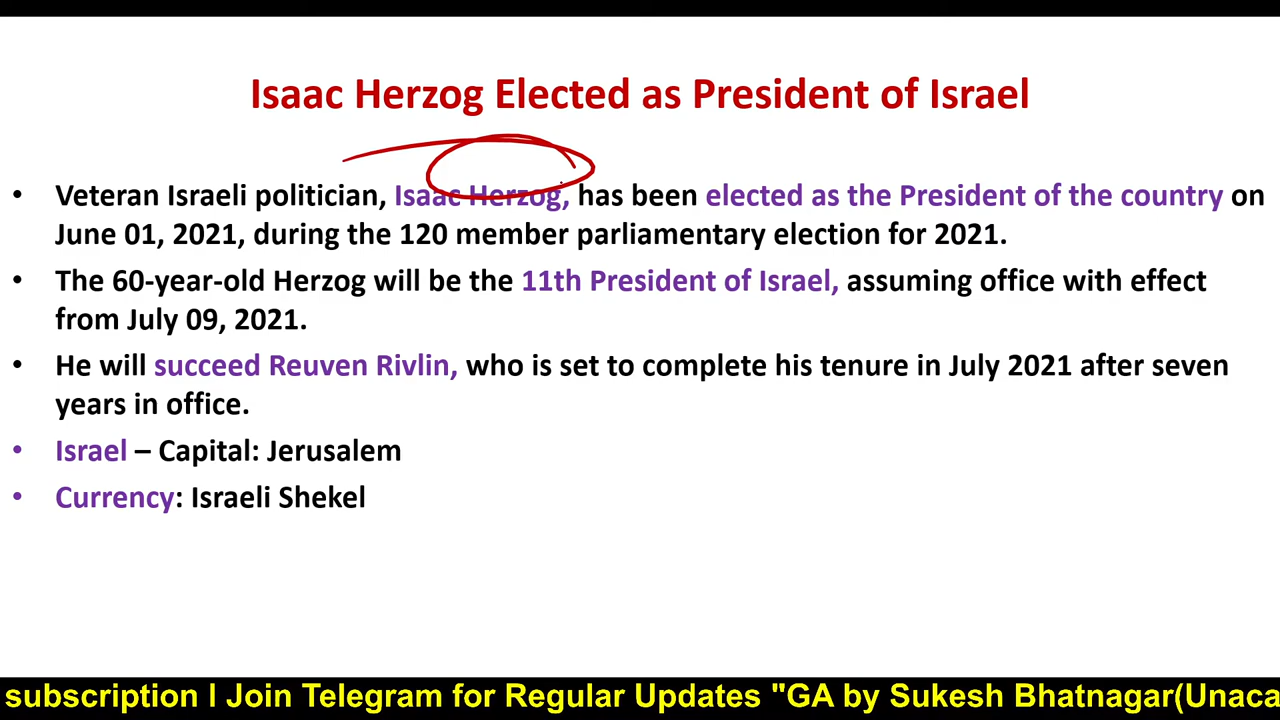 Isaac Herzog Elected as President of Israel
• Veteran Israeli politician, Isaac Herzog, has been elected as the President of the country on
June 01, 2021, during the 120 member parliamentary election for 2021.
• The 60-year-old Herzog will be the 11th President of Israel, assuming office with effect
from July 09, 2021.
• He will succeed Reuven Rivlin, who is set to complete his tenure in July 2021 after seven
years in office.
• Israel – Capital: Jerusalem
• Currency: Israeli Shekel
subscription I Join Telegram for Regular Updates "GA by Sukesh Bhatnagar(Unaca